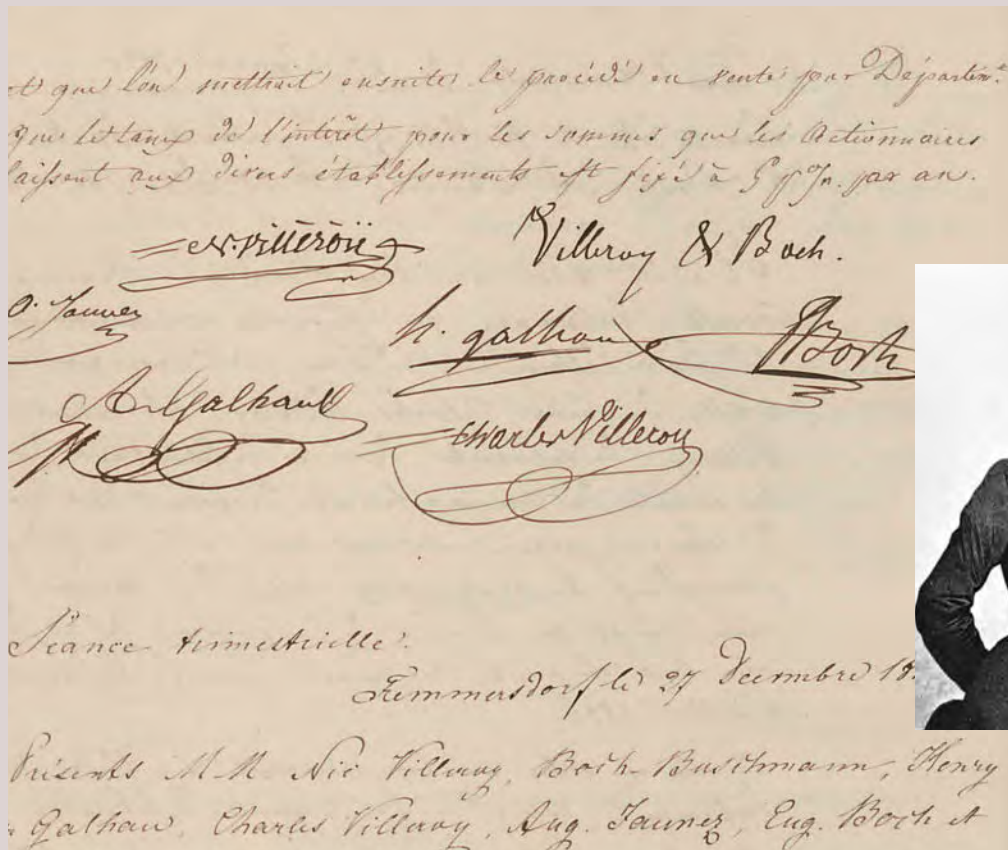 et que l'on mettrait ensuite le procédé en vente par Départem.t
que le taux de l'intérêt pour les sommes que les Actionnaires
laissent aux divers établissements est fixé à 5 p%. par an.
N. Villeroy Villeroy & Boch.
A. Jaunez h. galhau Boch
A. Galhau Charles Villeroy
Séance trimestrielle.
Fremmersdorf le 27 Decembre 18
Présents M M Nic Villeroy, Boch-Buschmann, Henry
Galhau, Charles Villeroy, Aug. Jaunez, Eug. Boch et